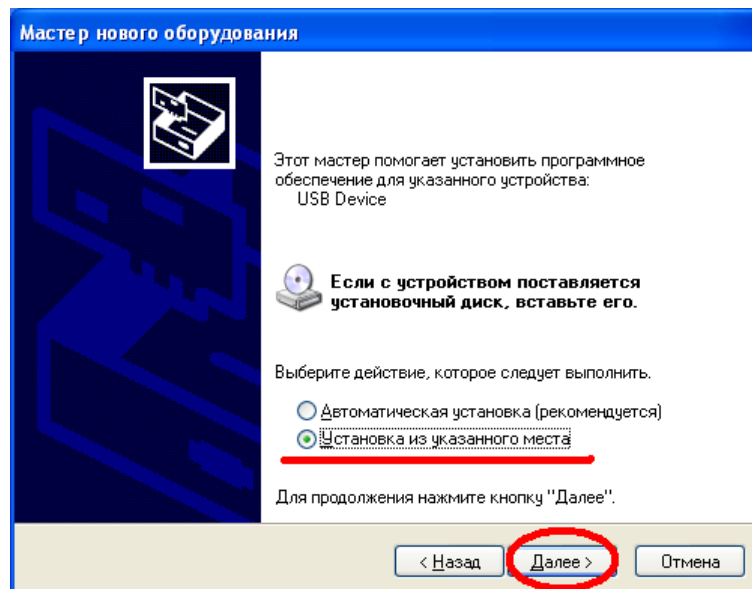 Мастер нового оборудования
Этот мастер помогает установить программное
обеспечение для указанного устройства:
USB Device
Если с устройством поставляется
установочный диск, вставьте его.
Выберите действие, которое следует выполнить.
Автоматическая установка (рекомендуется)
Установка из указанного места
Для продолжения нажмите кнопку "Далее".
< Назад
Далее >
Отмена